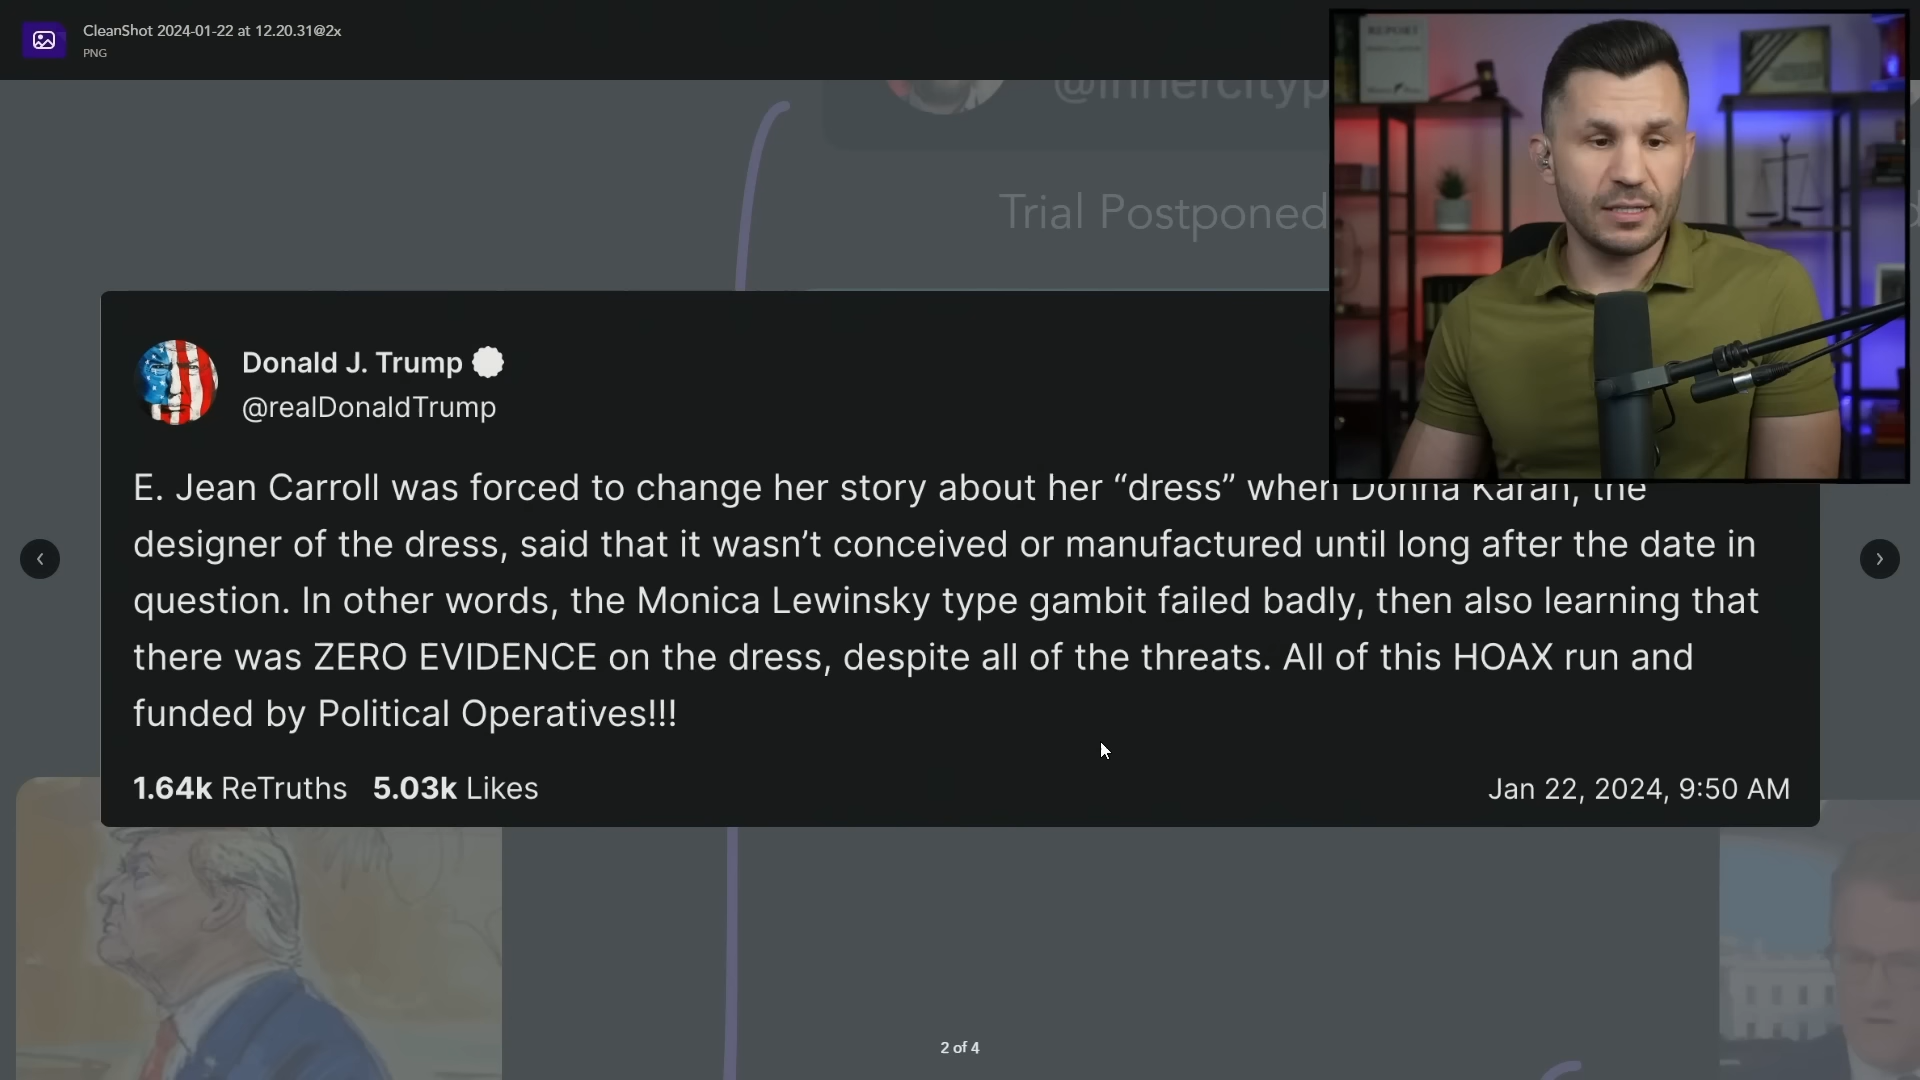 CleanShot 2024-01-22 at 12.20.31@2x
PNG
REPORT
@innercityp
Trial Postponed
Donald J. Trump
@realDonaldTrump
E. Jean Carroll was forced to change her story about her “dress” when Donna Karan, the
designer of the dress, said that it wasn’t conceived or manufactured until long after the date in
question. In other words, the Monica Lewinsky type gambit failed badly, then also learning that
there was ZERO EVIDENCE on the dress, despite all of the threats. All of this HOAX run and
funded by Political Operatives!!!
1.64k ReTruths 5.03k Likes
Jan 22, 2024, 9:50 AM
2 of 4